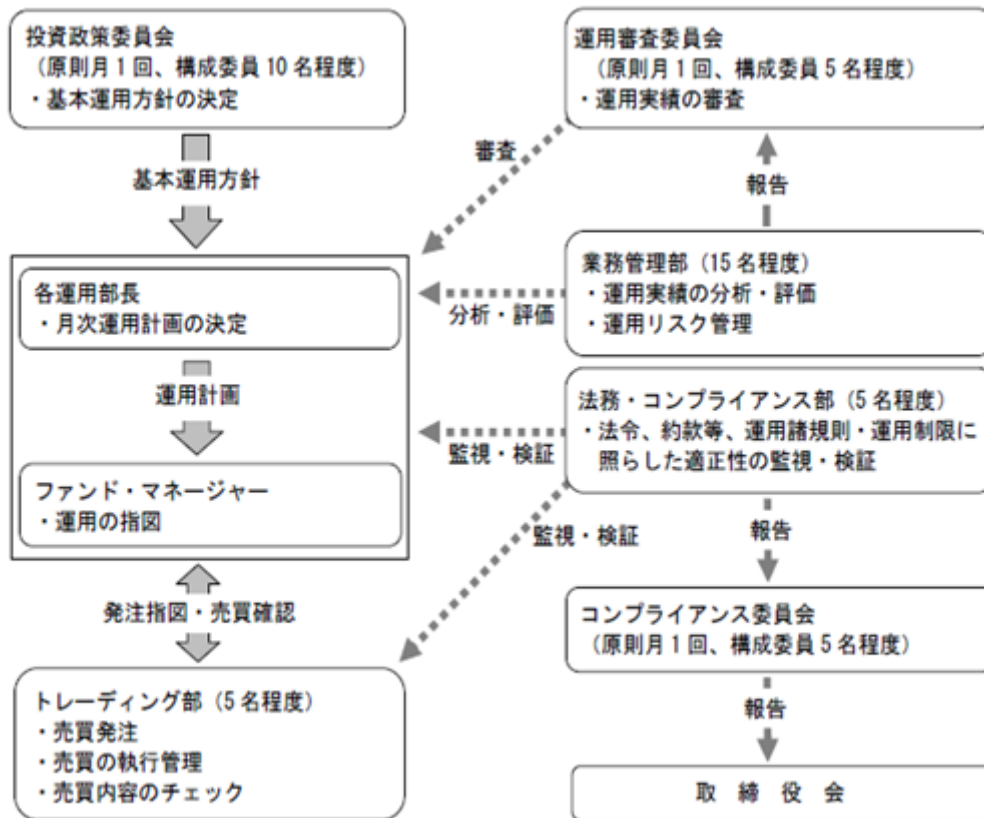 投資政策委員会
(原則月1回、構成委員10名程度)
・基本運用方針の決定
基本運用方針
各運用部長
・月次運用計画の決定
運用計画
ファンド・マネージャー
・運用の指図
発注指図・売買確認
トレーディング部(5名程度)
・売買発注
・売買の執行管理
・売買内容のチェック
運用審査委員会
(原則月1回、構成委員5名程度)
・運用実績の審査
審査
報告
業務管理部(15名程度)
・運用実績の分析・評価
・運用リスク管理
分析・評価
法務・コンプライアンス部(5名程度)
・法令、約款等、運用諸規則・運用制限に
照らした適正性の監視・検証
監視・検証
監視・検証
報告
コンプライアンス委員会
(原則月1回、構成委員5名程度)
報告
取 締 役 会